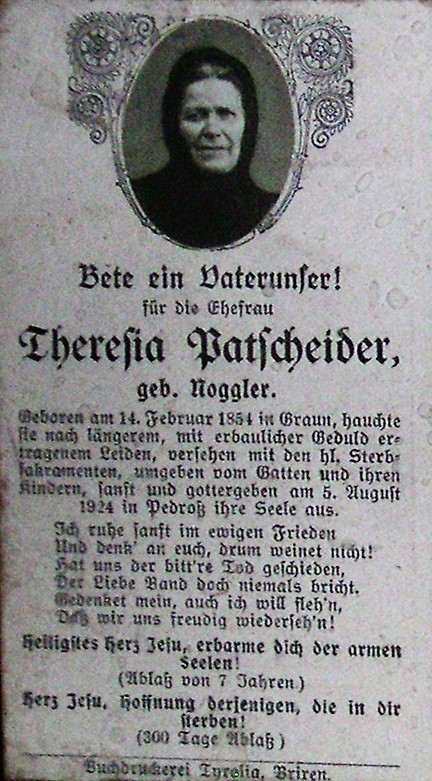 Bete ein Vaterunser!
für die Ehefrau
Theresia Patscheider,
geb. Noggler.
Geboren am 14. Februar 1854 in Graun, hauchte
sie nach längerem, mit erbaulicher Geduld er-
tragenem Leiden, versehen mit den hl. Sterb-
sakramenten, umgeben vom Gatten und ihren
Kindern, sanft und gottergeben am 5. August
1924 in Pedroß ihre Seele aus.
Ich ruhe sanft im ewigen Frieden
Und denk' an euch, drum weinet nicht!
Hat uns der bitt're Tod geschieden,
Der Liebe Band doch niemals bricht.
Gedenket mein, auch ich will fleh'n,
Daß wir uns freudig wiederseh'n!
Heiligstes Herz Jesu, erbarme dich der armen
Seelen!
(Ablaß von 7 Jahren.)
Herz Jesu, Hoffnung derjenigen, die in dir
sterben!
(300 Tage Ablaß)
Buchdruckerei Tyrolia, Brixen.